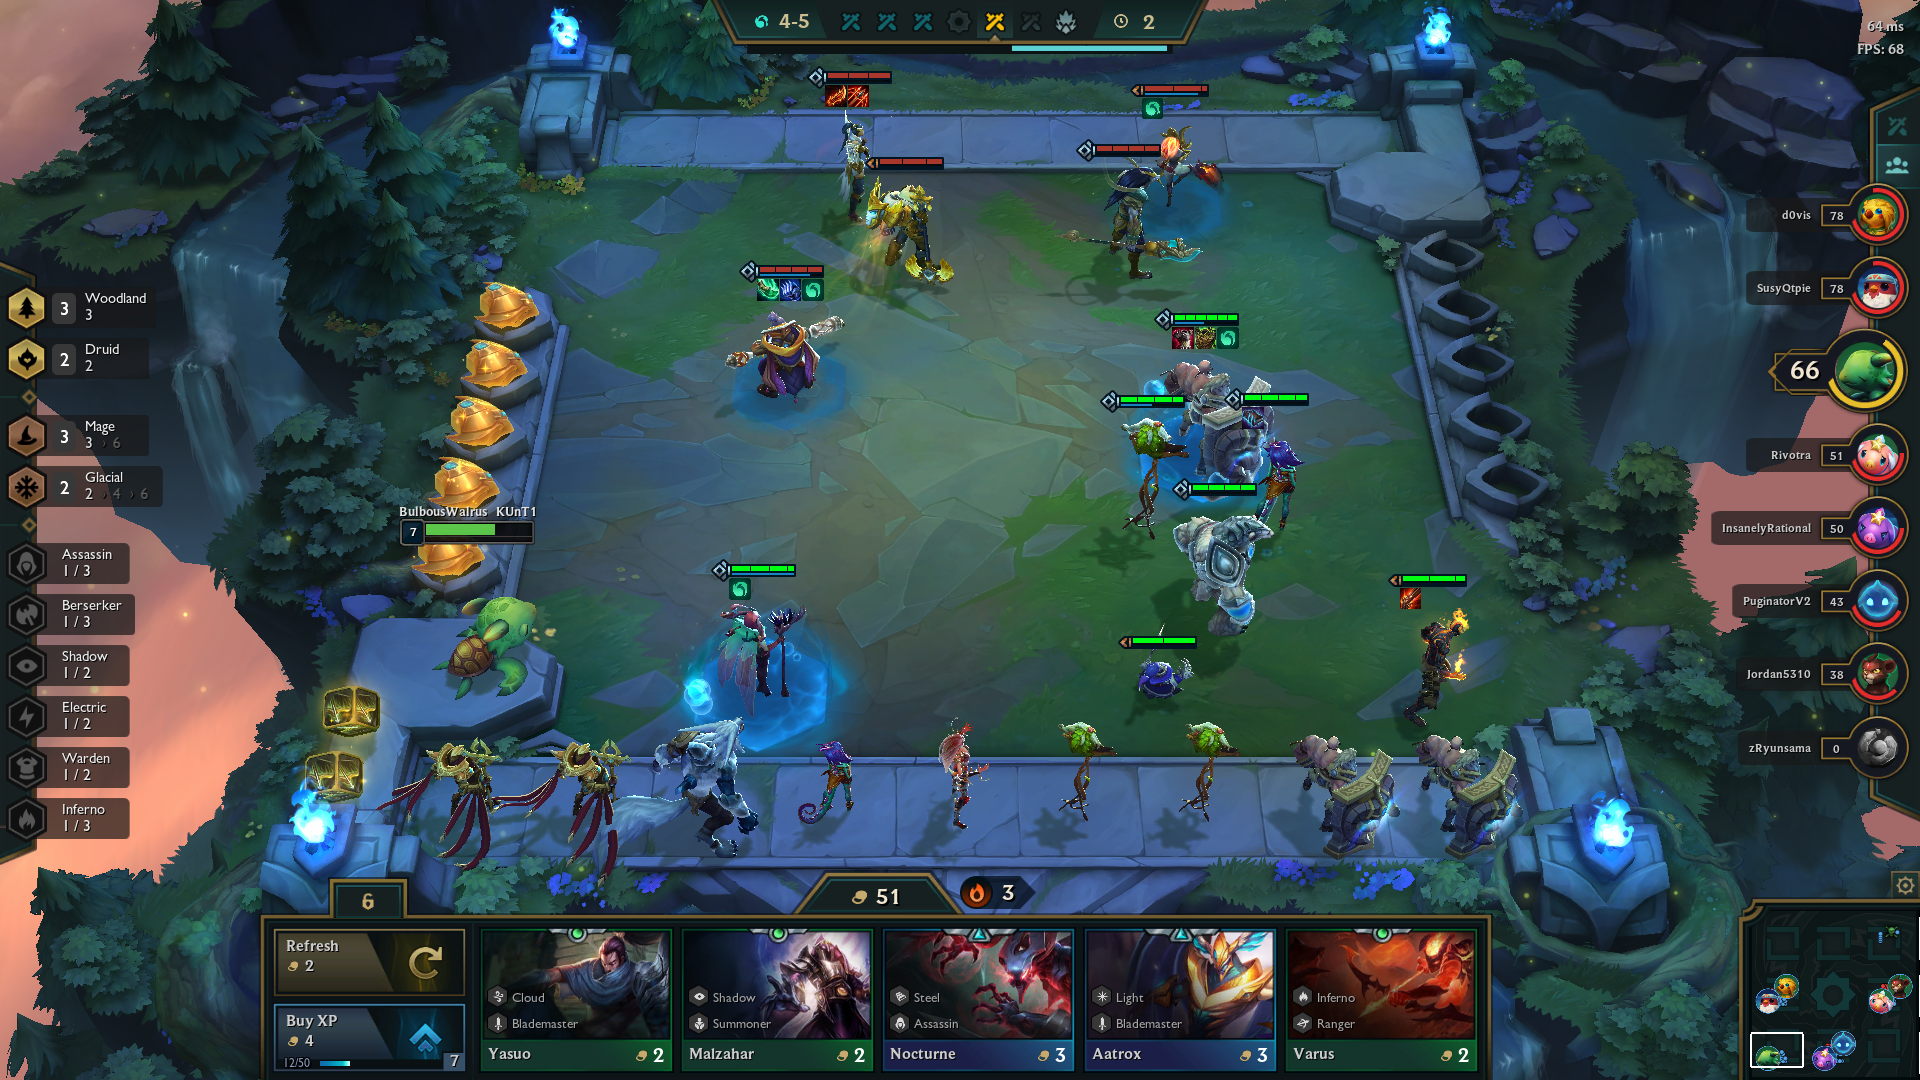 4-5
2
64 ms
FPS: 68
3
Woodland
3
2
Druid
2
3
Mage
3 › 6
2
Glacial
2 › 4 › 6
Assassin
1 / 3
Berserker
1 / 3
Shadow
1 / 2
Electric
1 / 2
Warden
1 / 2
Inferno
1 / 3
BulbousWalrus KUnT1
7
d0vis 78
SusyQtpie 78
66
Rivotra 51
InsanelyRational 50
PuginatorV2 43
Jordan5310 38
zRyunsama 0
6
51
3
Refresh
2
Buy XP
4
12/50
7
Cloud
Blademaster
Yasuo 2
Shadow
Summoner
Malzahar 2
Steel
Assassin
Nocturne 3
Light
Blademaster
Aatrox 3
Inferno
Ranger
Varus 2